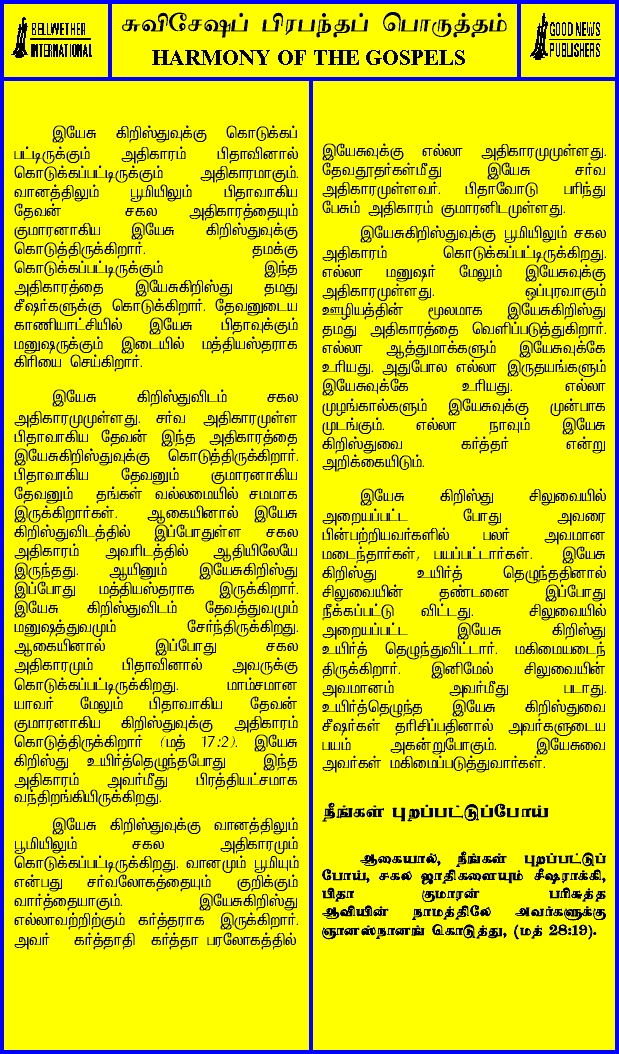 BELLWETHER
INTERNATIONAL
சுவிசேஷப் பிரபந்தப் பொருத்தம்
HARMONY OF THE GOSPELS
GOOD NEWS
PUBLISHERS
இயேசு கிறிஸ்துவுக்கு கொடுக்கப்
பட்டிருக்கும் அதிகாரம் பிதாவினால்
கொடுக்கப்பட்டிருக்கும் அதிகாரமாகும்.
வானத்திலும் பூமியிலும் பிதாவாகிய
தேவன் சகல அதிகாரத்தையும்
குமாரனாகிய இயேசு கிறிஸ்துவுக்கு
கொடுத்திருக்கிறார். தமக்கு
கொடுக்கப்பட்டிருக்கும் இந்த
அதிகாரத்தை இயேசுகிறிஸ்து தமது
சீஷர்களுக்கு கொடுக்கிறார். தேவனுடைய
காணியாட்சியில் இயேசு பிதாவுக்கும்
மனுஷருக்கும் இடையில் மத்தியஸ்தராக
கிரியை செய்கிறார்.
இயேசு கிறிஸ்துவிடம் சகல
அதிகாரமுமுள்ளது. சர்வ அதிகாரமுள்ள
பிதாவாகிய தேவன் இந்த அதிகாரத்தை
இயேசுகிறிஸ்துவுக்கு கொடுத்திருக்கிறார்.
பிதாவாகிய தேவனும் குமாரனாகிய
தேவனும் தங்கள் வல்லமையில் சமமாக
இருக்கிறார்கள். ஆகையினால் இயேசு
கிறிஸ்துவிடத்தில் இப்போதுள்ள சகல
அதிகாரம் அவரிடத்தில் ஆதியிலேயே
இருந்தது. ஆயினும் இயேசுகிறிஸ்து
இப்போது மத்தியஸ்தராக இருக்கிறார்.
இயேசு கிறிஸ்துவிடம் தேவத்துவமும்
மனுஷத்துவமும் சேர்ந்திருக்கிறது.
ஆகையினால் இப்போது சகல
அதிகாரமும் பிதாவினால் அவருக்கு
கொடுக்கப்பட்டிருக்கிறது. மாம்சமான
யாவர் மேலும் பிதாவாகிய தேவன்
குமாரனாகிய கிறிஸ்துவுக்கு அதிகாரம்
கொடுத்திருக்கிறார் (மத் 17:2). இயேசு
கிறிஸ்து உயிர்த்தெழுந்தபோது இந்த
அதிகாரம் அவர்மீது பிரத்தியட்சமாக
வந்திறங்கியிருக்கிறது.
இயேசு கிறிஸ்துவுக்கு வானத்திலும்
பூமியிலும் சகல அதிகாரமும்
கொடுக்கப்பட்டிருக்கிறது. வானமும் பூமியும்
என்பது சர்வலோகத்தையும் குறிக்கும்
வார்த்தையாகும். இயேசுகிறிஸ்து
எல்லாவற்றிற்கும் கர்த்தராக இருக்கிறார்.
அவர் கர்த்தாதி கர்த்தா பரலோகத்தில்
இயேசுவுக்கு எல்லா அதிகாரமுமுள்ளது.
தேவதூதர்கள்மீது இயேசு சர்வ
அதிகாரமுள்ளவர். பிதாவோடு பரிந்து
பேசும் அதிகாரம் குமாரனிடமுள்ளது.
இயேசுகிறிஸ்துவுக்கு பூமியிலும் சகல
அதிகாரம் கொடுக்கப்பட்டிருக்கிறது.
எல்லா மனுஷர் மேலும் இயேசுவுக்கு
அதிகாரமுள்ளது. ஒப்புரவாகும்
ஊழியத்தின் மூலமாக இயேசுகிறிஸ்து
தமது அதிகாரத்தை வெளிப்படுத்துகிறார்.
எல்லா ஆத்துமாக்களும் இயேசுவுக்கே
உரியது. அதுபோல எல்லா இருதயங்களும்
இயேசுவுக்கே உரியது. எல்லா
முழங்கால்களும் இயேசுவுக்கு முன்பாக
முடங்கும். எல்லா நாவும் இயேசு
கிறிஸ்துவை கர்த்தர் என்று
அறிக்கையிடும்.
இயேசு கிறிஸ்து சிலுவையில்
அறையப்பட்ட போது அவரை
பின்பற்றியவர்களில் பலர் அவமான
மடைந்தார்கள், பயப்பட்டார்கள். இயேசு
கிறிஸ்து உயிர்த் தெழுந்ததினால்
சிலுவையின் தண்டனை இப்போது
நீக்கப்பட்டு விட்டது. சிலுவையில்
அறையப்பட்ட இயேசு கிறிஸ்து
உயிர்த் தெழுந்துவிட்டார். மகிமையடைந்
திருக்கிறார். இனிமேல் சிலுவையின்
அவமானம் அவர்மீது படாது.
உயிர்த்தெழுந்த இயேசு கிறிஸ்துவை
சீஷர்கள் தரிசிப்பதினால் அவர்களுடைய
பயம் அகன்றுபோகும். இயேசுவை
அவர்கள் மகிமைப்படுத்துவார்கள்.
நீங்கள் புறப்பட்டுப்போய்
ஆகையால், நீங்கள் புறப்பட்டுப்
போய், சகல ஜாதிகளையும் சீஷராக்கி,
பிதா குமாரன் பரிசுத்த
ஆவியின் நாமத்திலே அவர்களுக்கு
ஞானஸ்நானங் கொடுத்து, (மத் 28:19).